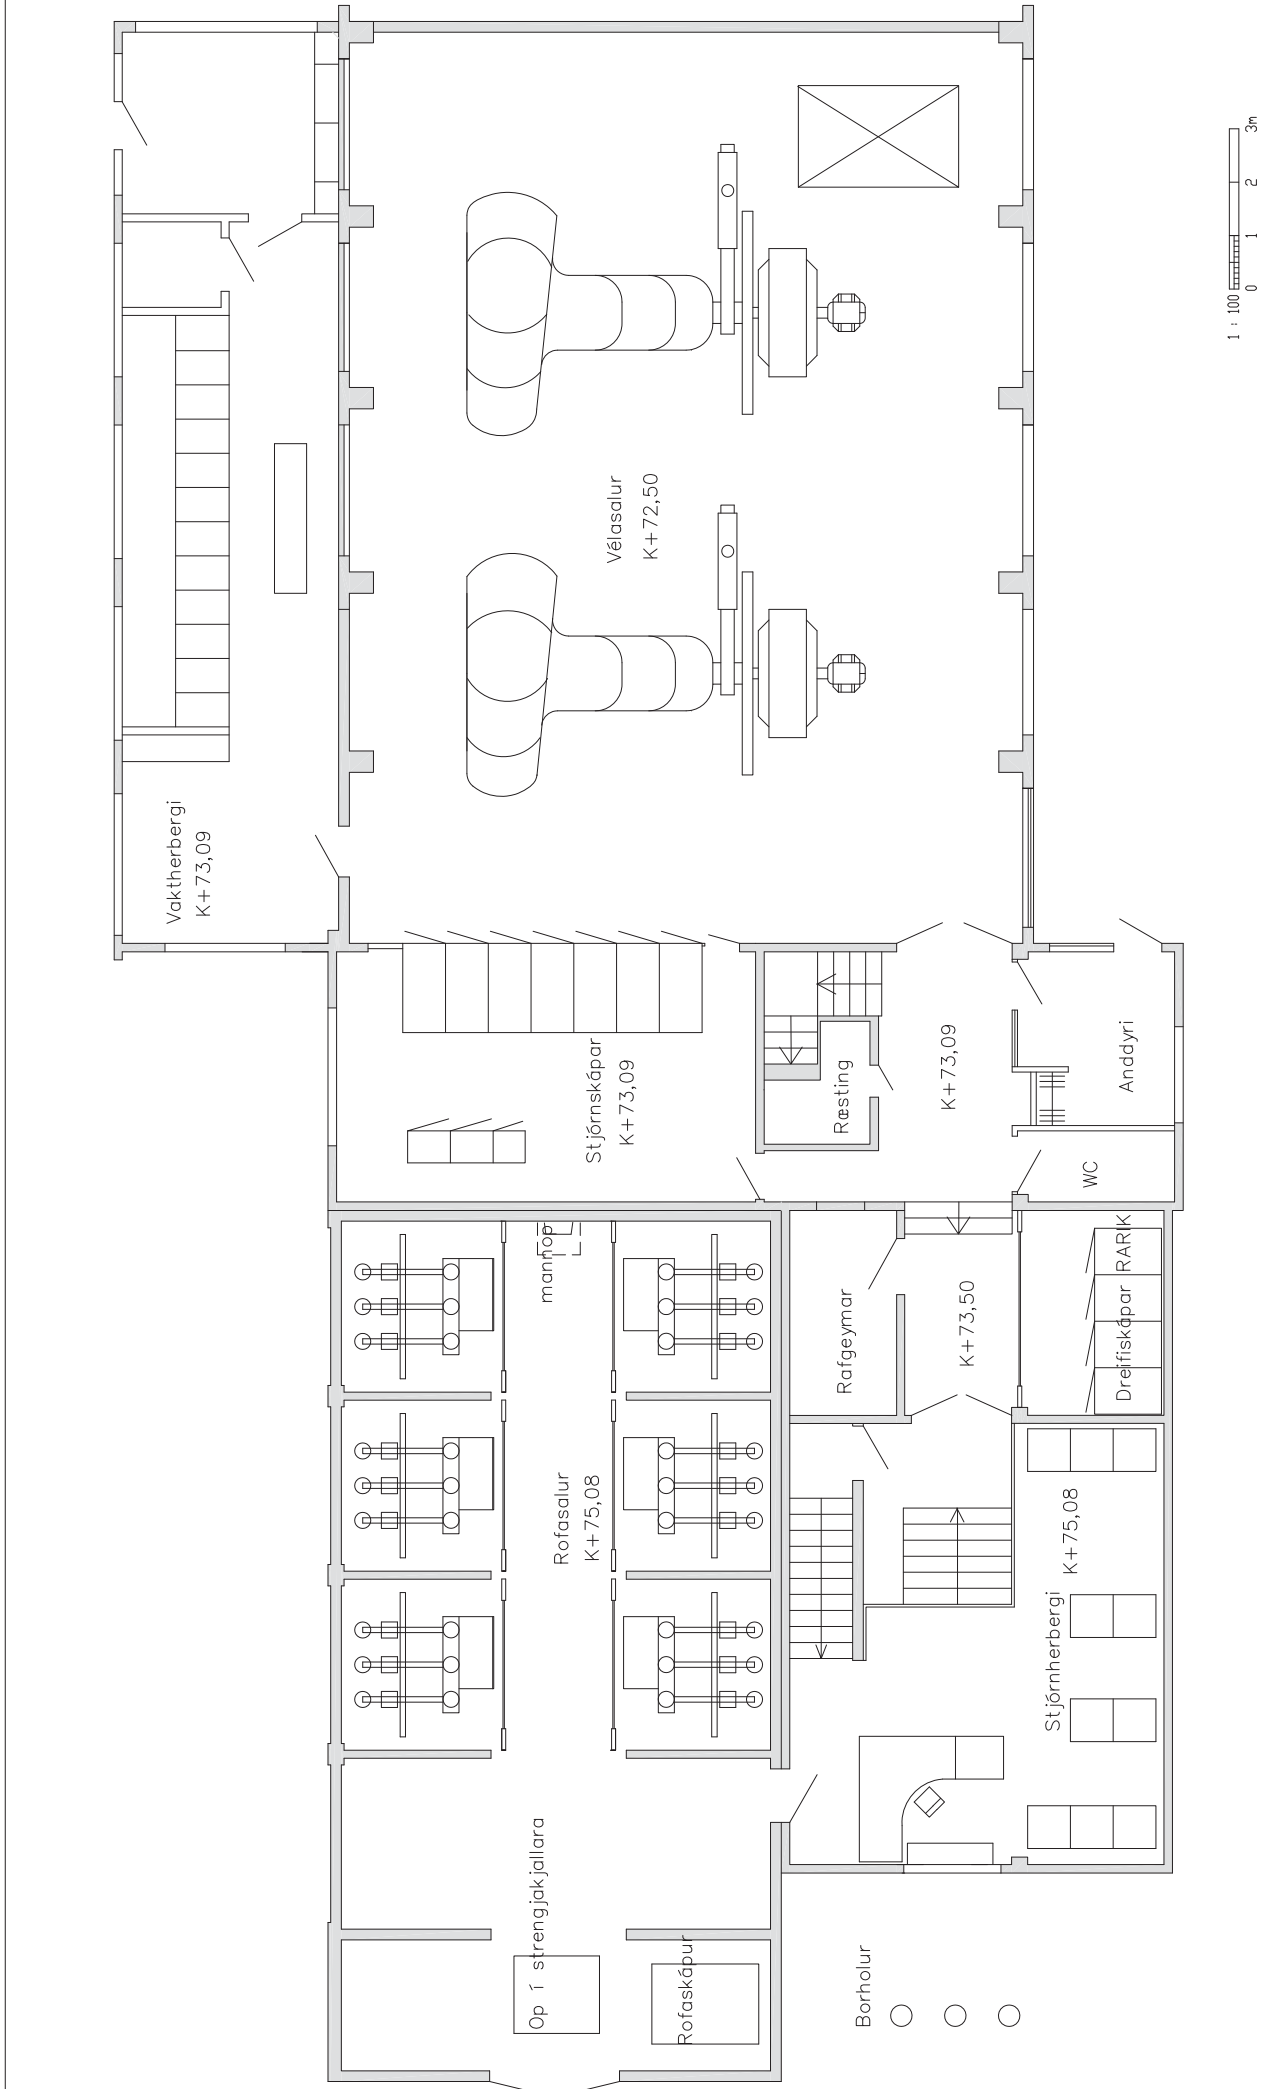 Vaktherbergi
K+73,09
Vélasalur
K+72,50
Stjórnskápar
K+73,09
Ræsting
K+73,09
Anddyri
WC
mannop
Rafgeymar
K+73,50
Dreifiskápar RARIK
Rofasalur
K+75,08
Stjórnherbergi
K+75,08
Op í strengjakjallara
Rofaskápur
Borholur
1 : 100
0 1 2 3m